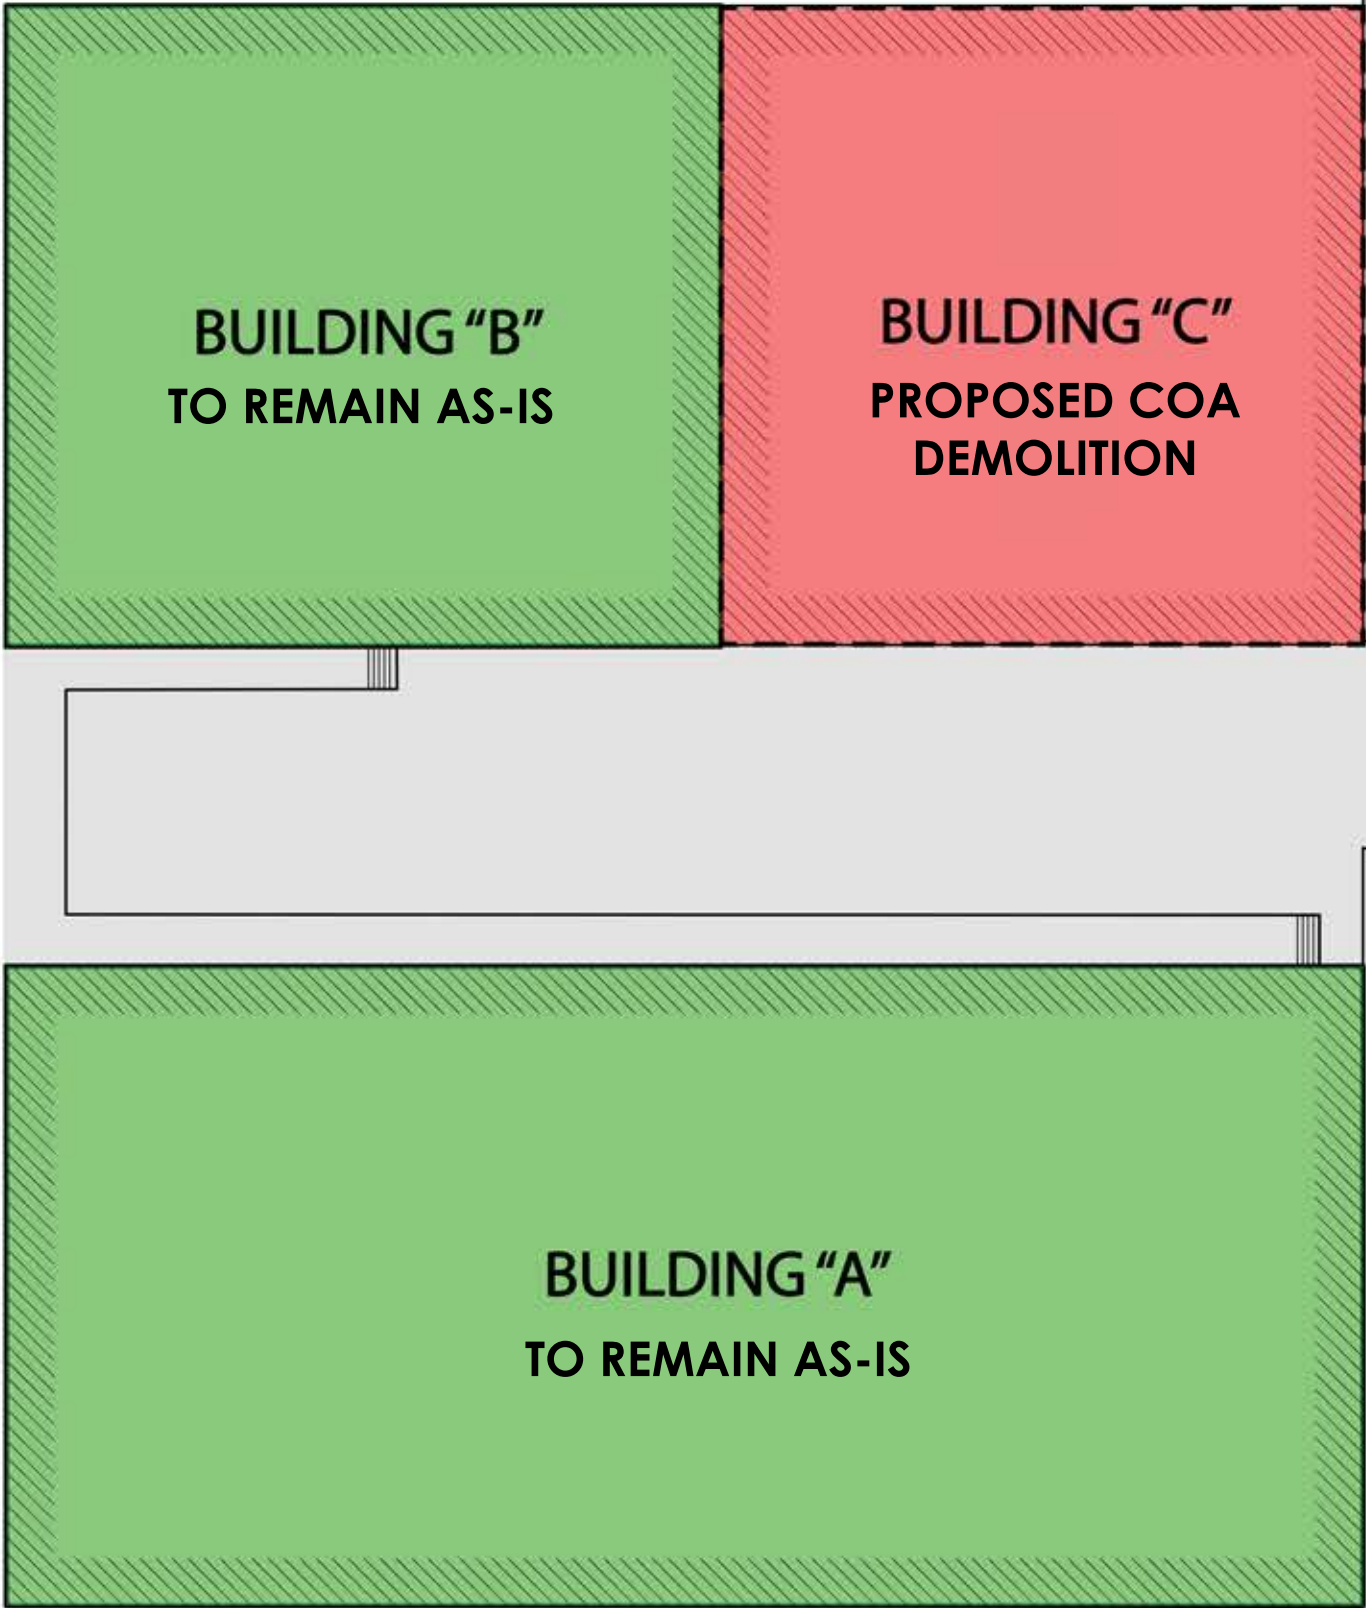 BUILDING “B”
TO REMAIN AS-IS
BUILDING “C”
PROPOSED COA
DEMOLITION
BUILDING “A”
TO REMAIN AS-IS